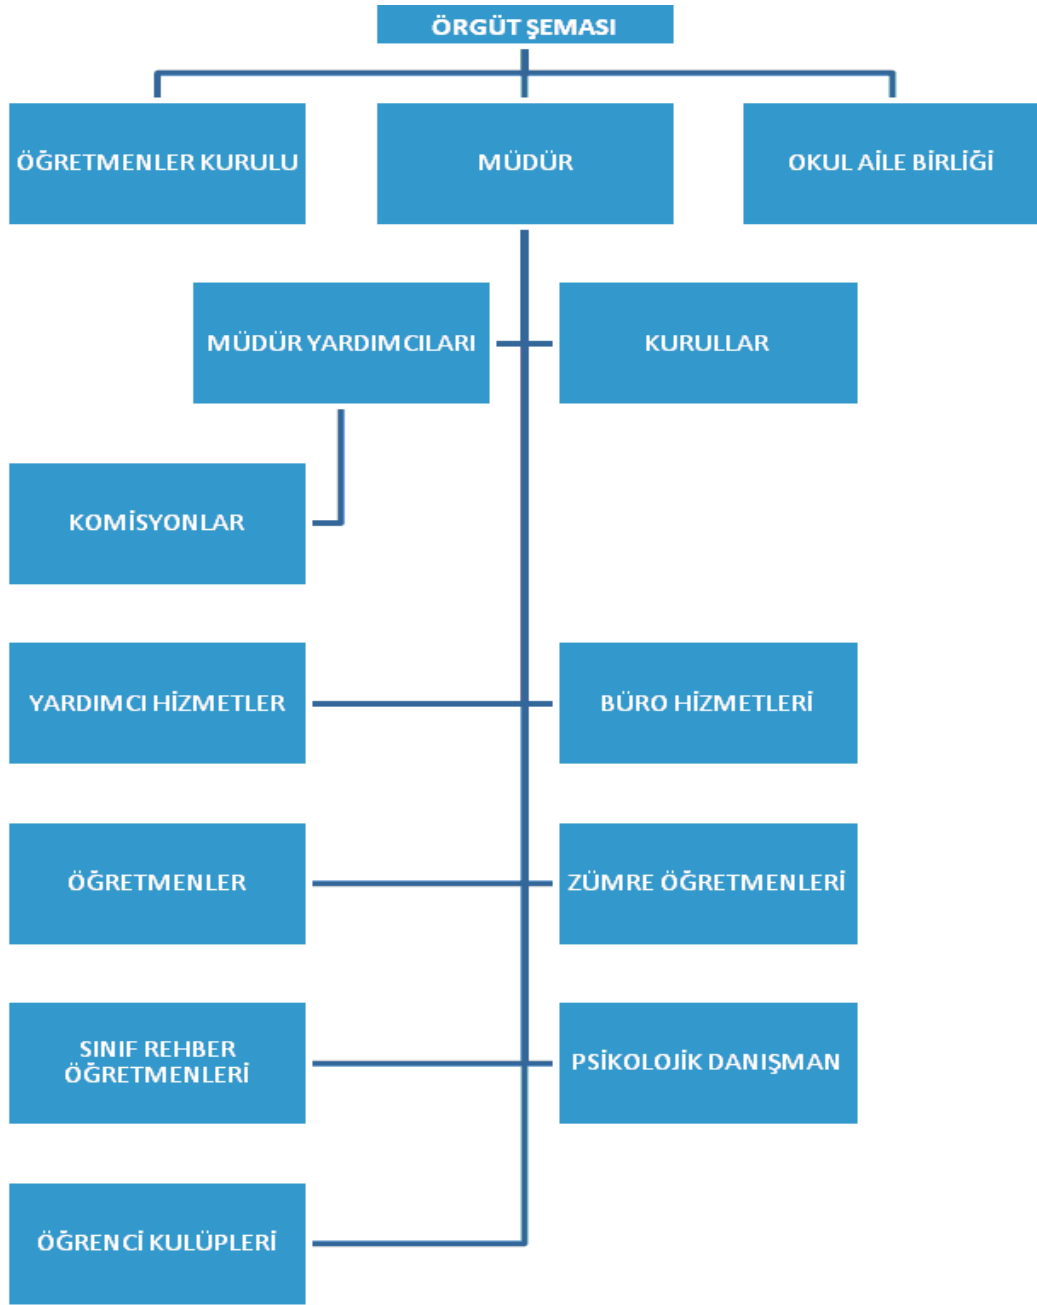 ÖRGÜT ŞEMASI
ÖĞRETMENLER KURULU
MÜDÜR
OKUL AİLE BİRLİĞİ
MÜDÜR YARDIMCILARI
KURULLAR
KOMİSYONLAR
YARDIMCI HİZMETLER
BÜRO HİZMETLERİ
ÖĞRETMENLER
ZÜMRE ÖĞRETMENLERİ
SINIF REHBER
ÖĞRETMENLERİ
PSİKOLOJİK DANIŞMAN
ÖĞRENCİ KULÜPLERİ